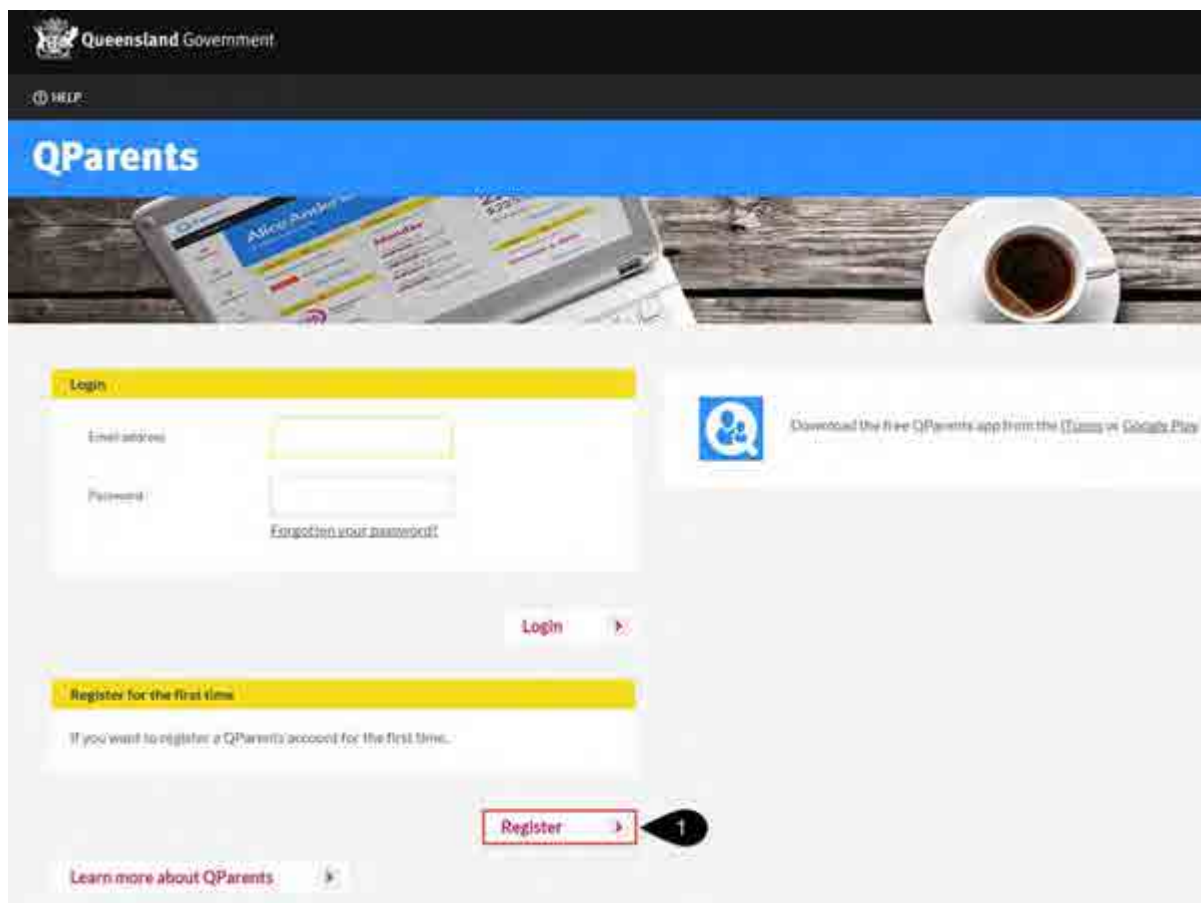 Queensland Government
HELP
QParents
Alice Anders
Login
Email address
Password
Forgotten your password?
Login
Download the free QParents app from the iTunes or Google Play
Register for the first time
If you want to register a QParents account for the first time.
Register
1
Learn more about QParents